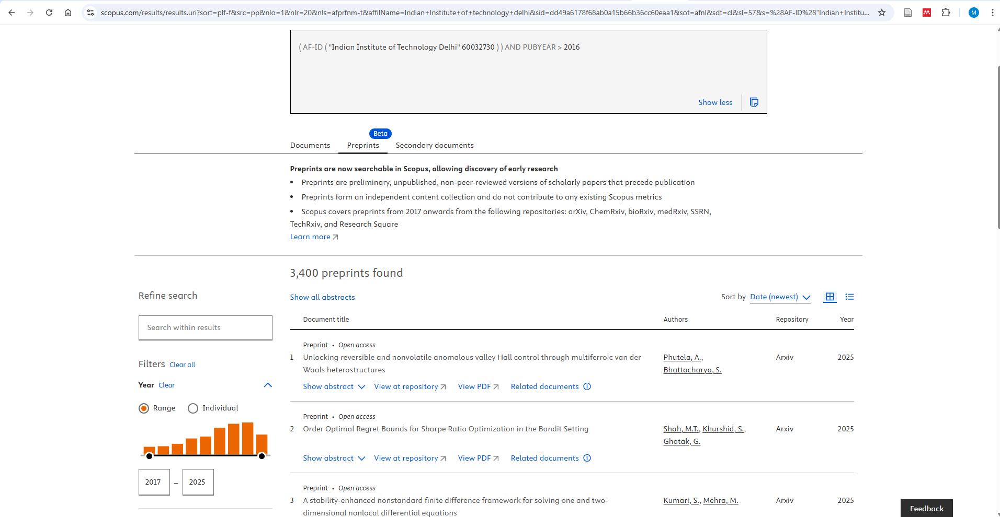 scopus.com/results/results.uri?sort=plf-f&src=pp&nlo=1&nlr=20&nls=afprfnm-t&affilName=Indian+Institute+of+technology+delhi&sid=dd49a6178f68ab0a15b66b36cc60eaa1&sot=afnl&sdt=cl&sl=57&s=%28AF-ID%28"Indian+Institu...
M
( AF-ID ( "Indian Institute of Technology Delhi" 60032730 ) ) AND PUBYEAR > 2016
Show less
Beta
Documents Preprints Secondary documents
Preprints are now searchable in Scopus, allowing discovery of early research
• Preprints are preliminary, unpublished, non-peer-reviewed versions of scholarly papers that precede publication
• Preprints form an independent content collection and do not contribute to any existing Scopus metrics
• Scopus covers preprints from 2017 onwards from the following repositories: arXiv, ChemRxiv, bioRxiv, medRxiv, SSRN,
TechRxiv, and Research Square
Learn more
3,400 preprints found
Refine search
Search within results
Filters Clear all
Year Clear
Range Individual
2017 – 2025
Show all abstracts
Sort by Date (newest)
Document title Authors Repository Year
Preprint • Open access
1 Unlocking reversible and nonvolatile anomalous valley Hall control through multiferroic van der Phutela, A., Arxiv 2025
Waals heterostructures Bhattacharya, S.
Show abstract View at repository View PDF Related documents
Preprint • Open access
2 Order Optimal Regret Bounds for Sharpe Ratio Optimization in the Bandit Setting Shah, M.T., Khurshid, S., Arxiv 2025
Ghatak, G.
Show abstract View at repository View PDF Related documents
Preprint • Open access
3 A stability-enhanced nonstandard finite difference framework for solving one and two- Kumari, S., Mehra, M. Arxiv 2025
dimensional nonlocal differential equations
Feedback